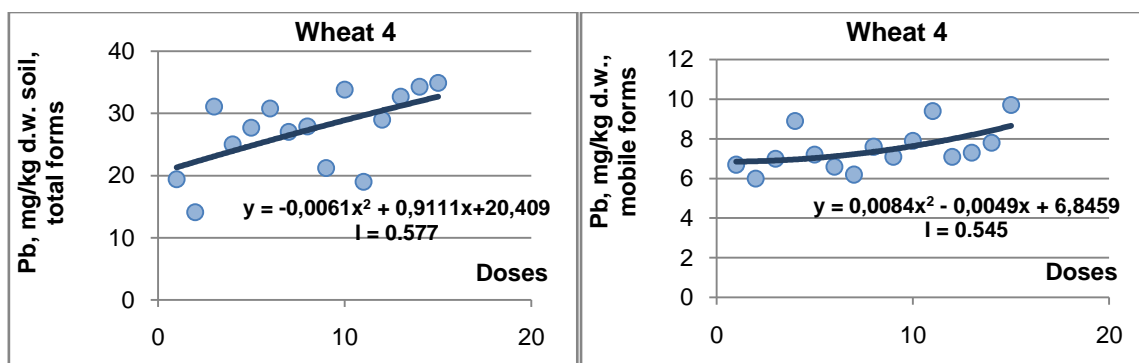 Wheat 4
Pb, mg/kg d.w. soil,
total forms
40
30
20
10
0
y = -0,0061x² + 0,9111x+20,409
I = 0.577
Doses
0
10
20
Wheat 4
Pb, mg/kg d.w.,
mobile forms
12
10
8
6
4
2
0
y = 0,0084x² - 0,0049x + 6,8459
I = 0.545
Doses
0
10
20